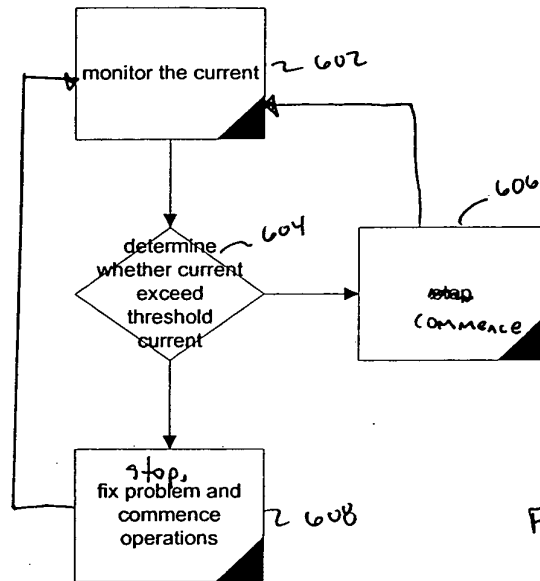 monitor the current
602
determine
whether current
exceed
threshold
current
604
606
stop
COMMENCE
stop,
fix problem and
commence
operations
608
F